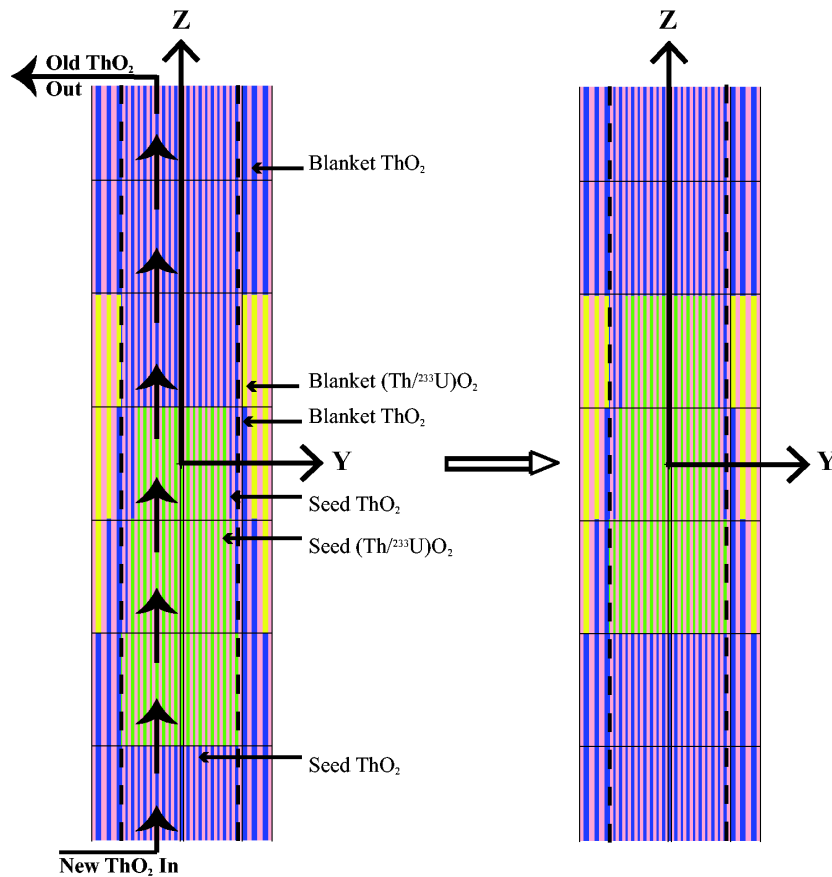 Z
Z
Old ThO₂
Out
Blanket ThO₂
Blanket (Th/²³³U)O₂
Blanket ThO₂
Y
Y
Seed ThO₂
Seed (Th/²³³U)O₂
Seed ThO₂
New ThO₂ In